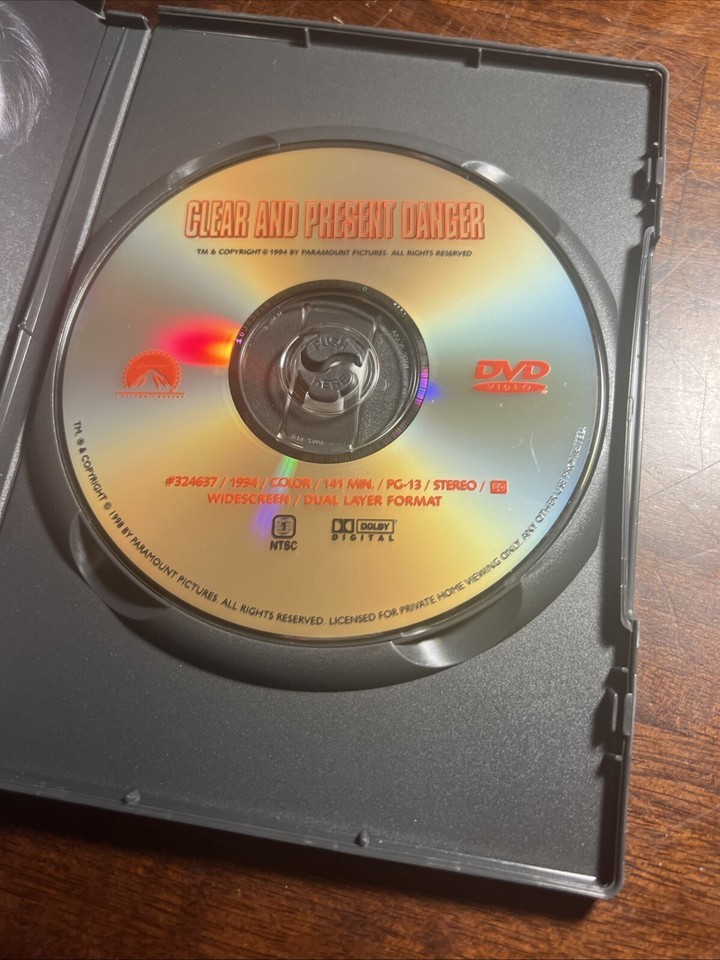 CLEAR AND PRESENT DANGER
TM & COPYRIGHT © 1994 BY PARAMOUNT PICTURES. ALL RIGHTS RESERVED
DVD
VIDEO
#324637 / 1994 / COLOR / 141 MIN. / PG-13 / STEREO / CC
WIDESCREEN / DUAL LAYER FORMAT
1
NTSC
DOLBY
DIGITAL
TM, ® & COPYRIGHT © 1998 BY PARAMOUNT PICTURES. ALL RIGHTS RESERVED. LICENSED FOR PRIVATE HOME VIEWING ONLY. ANY OTHER USE PROHIBITED.